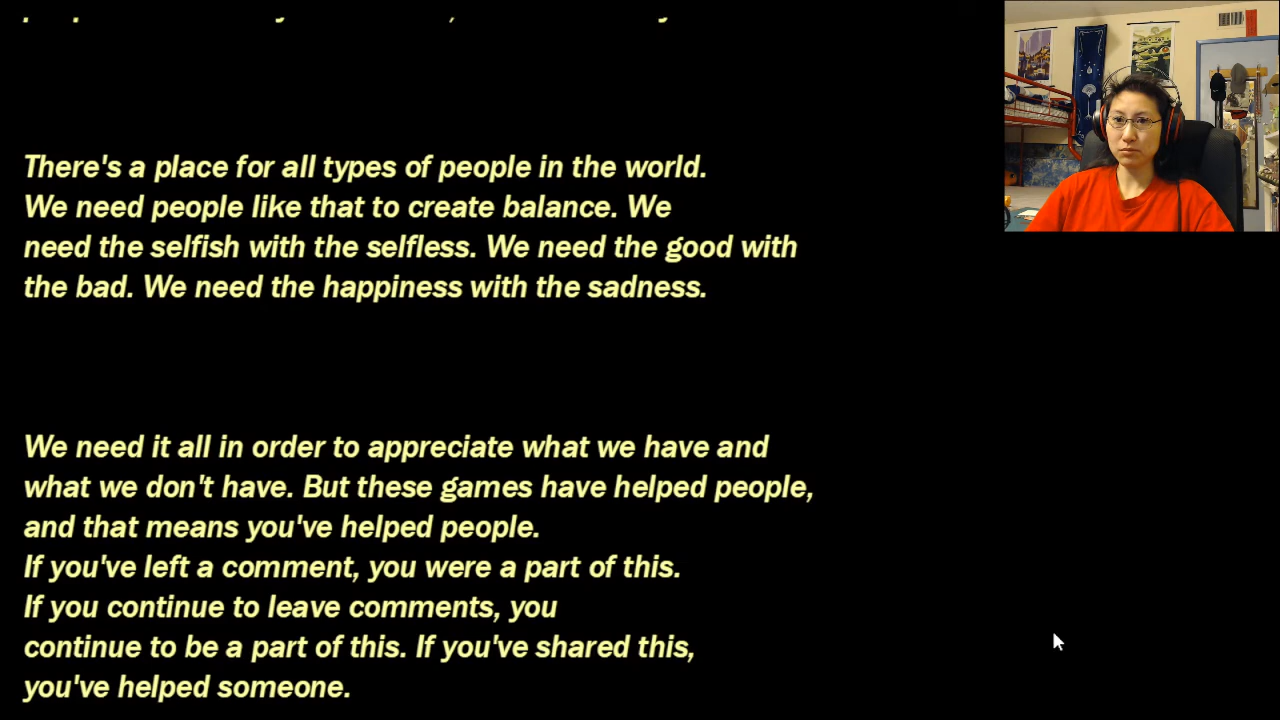 There's a place for all types of people in the world.
We need people like that to create balance. We
need the selfish with the selfless. We need the good with
the bad. We need the happiness with the sadness.
We need it all in order to appreciate what we have and
what we don't have. But these games have helped people,
and that means you've helped people.
If you've left a comment, you were a part of this.
If you continue to leave comments, you
continue to be a part of this. If you've shared this,
you've helped someone.